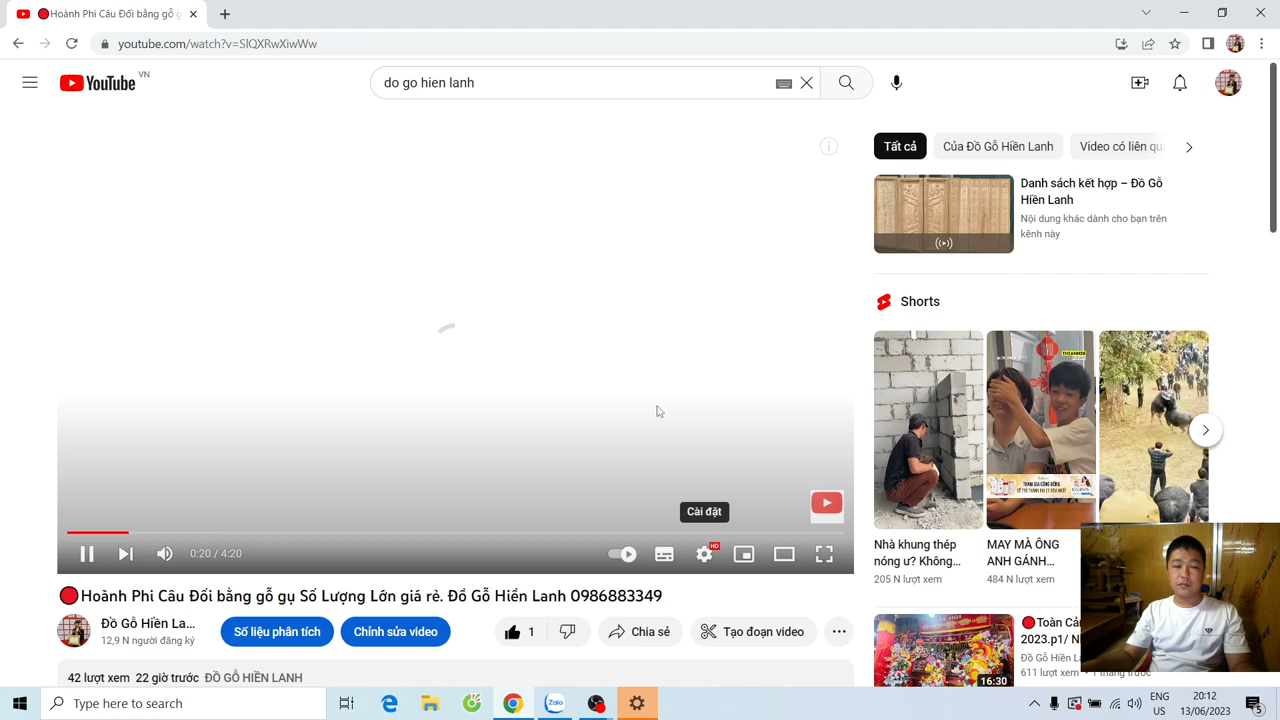 Hoành Phi Câu Đối bằng gỗ g
youtube.com/watch?v=SlQXRwXiwWw
YouTube VN
do go hien lanh
Tất cả
Của Đồ Gỗ Hiền Lanh
Video có liên qu
Danh sách kết hợp – Đồ Gỗ
Hiền Lanh
Nội dung khác dành cho bạn trên
kênh này
Shorts
Cài đặt
0:20 / 4:20
HD
Nhà khung thép
nóng ư? Không...
205 N lượt xem
MAY MÀ ÔNG
ANH GÁNH...
484 N lượt xem
Hoành Phi Câu Đối bằng gỗ gụ Số Lượng Lớn giá rẻ. Đồ Gỗ Hiền Lanh 0986883349
Đồ Gỗ Hiền La...
12,9 N người đăng ký
Số liệu phân tích
Chỉnh sửa video
1
Chia sẻ
Tạo đoạn video
42 lượt xem 22 giờ trước ĐỒ GỖ HIỀN LANH
Toàn Cả
2023.p1/ N
Đồ Gỗ Hiền L
611 lượt xem • 1 tháng trước
16:30
Type here to search
Zalo
ENG
US
20:12
13/06/2023
5